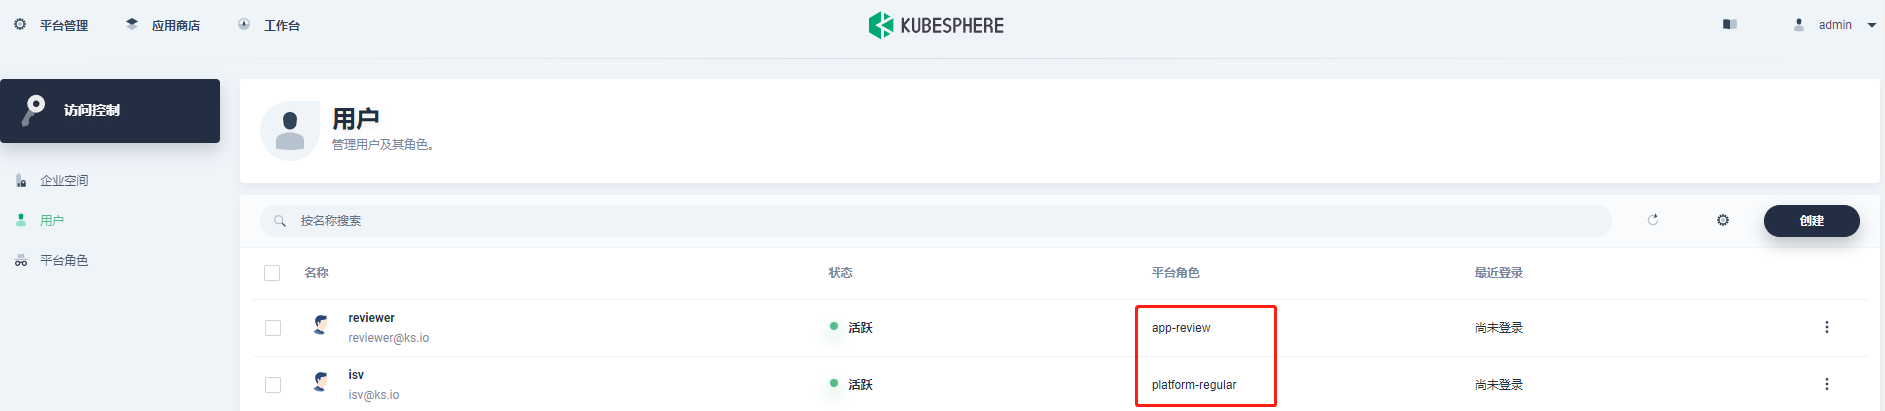 平台管理 应用商店 工作台 KUBESPHERE admin
访问控制
企业空间
用户
平台角色
用户
管理用户及其角色。
按名称搜索 创建
名称 状态 平台角色 最近登录
reviewer
reviewer@ks.io
活跃 app-review 尚未登录
isv
isv@ks.io
活跃 platform-regular 尚未登录